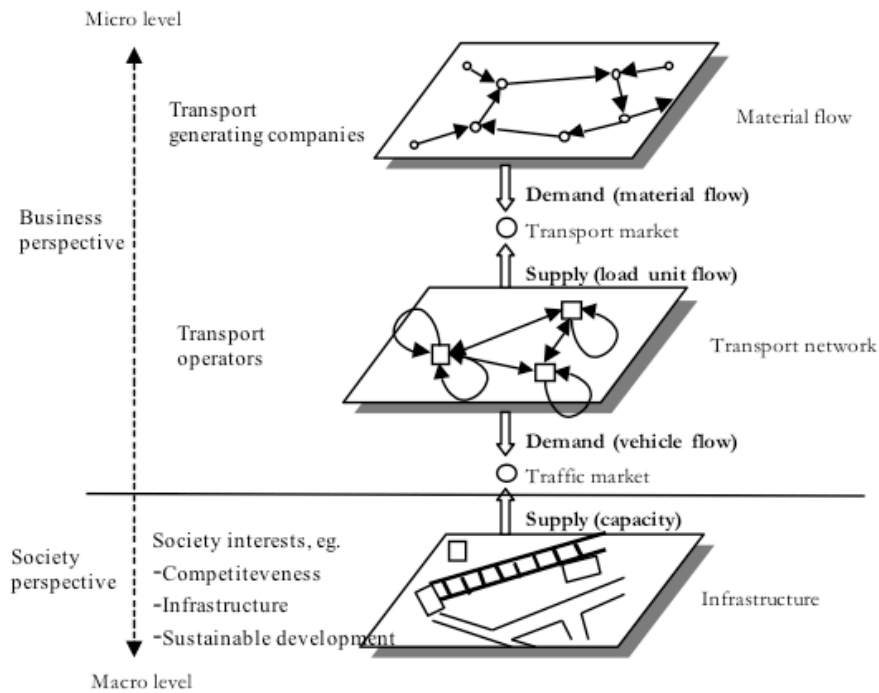 Micro level
Transport
generating companies
Material flow
Demand (material flow)
Business
perspective
Transport market
Supply (load unit flow)
Transport
operators
Transport network
Demand (vehicle flow)
Traffic market
Supply (capacity)
Society
perspective
Society interests, eg.
-Competiteveness
-Infrastructure
-Sustainable development
Infrastructure
Macro level